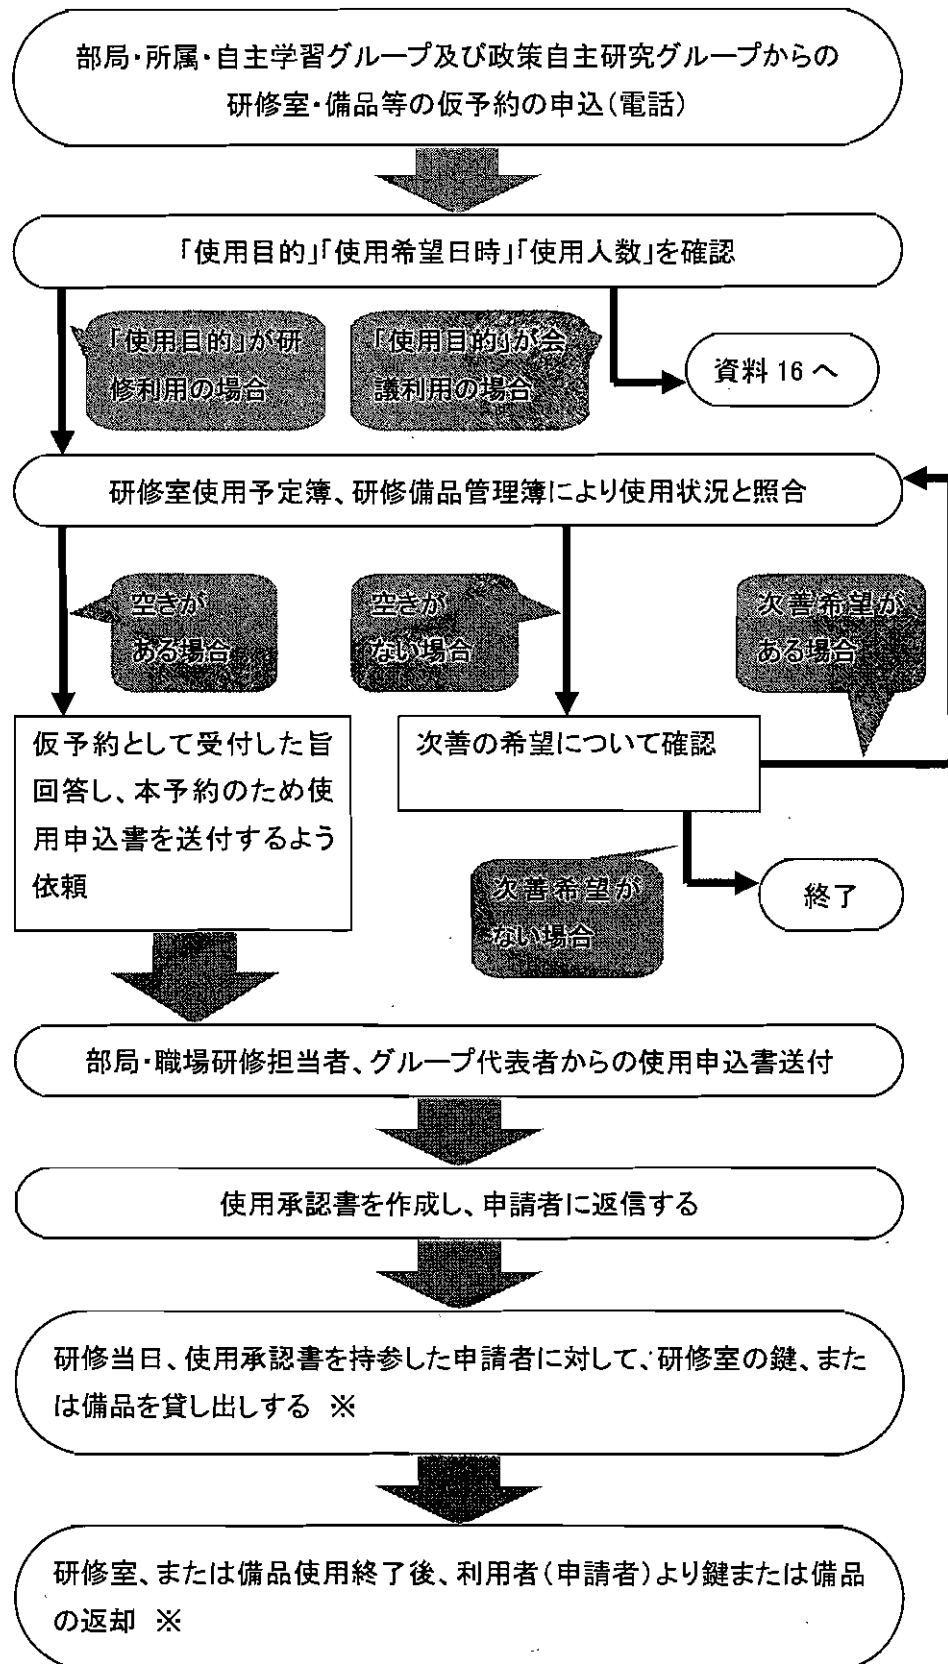 部局・所属・自主学習グループ及び政策自主研究グループからの
研修室・備品等の仮予約の申込(電話)
「使用目的」「使用希望日時」「使用人数」を確認
「使用目的」が研
修利用の場合
「使用目的」が会
議利用の場合
資料 16 へ
研修室使用予定簿、研修備品管理簿により使用状況と照合
空きが
ある場合
空きが
ない場合
次善希望が
ある場合
仮予約として受付した旨
回答し、本予約のため使
用申込書を送付するよう
依頼
次善の希望について確認
次善希望が
ない場合
終了
部局・職場研修担当者、グループ代表者からの使用申込書送付
使用承認書を作成し、申請者に返信する
研修当日、使用承認書を持参した申請者に対して、研修室の鍵、また
は備品を貸し出しする ※
研修室、または備品使用終了後、利用者(申請者)より鍵または備品
の返却 ※